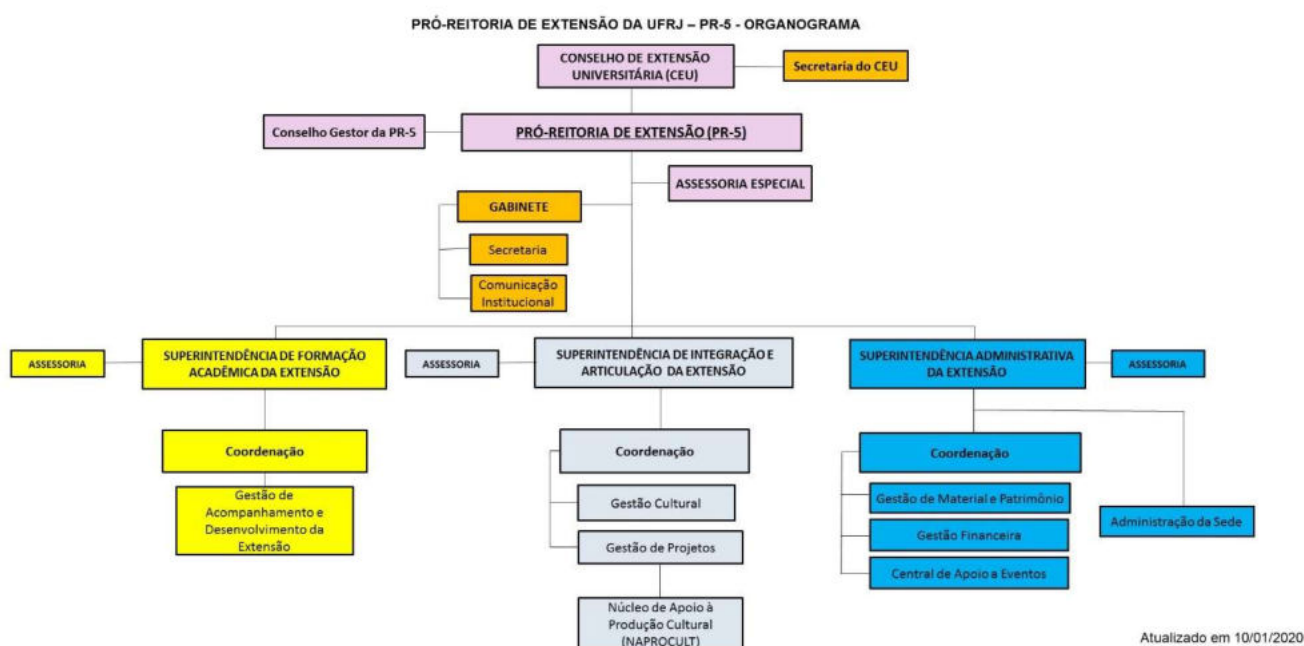 PRÓ-REITORIA DE EXTENSÃO DA UFRJ – PR-5 - ORGANOGRAMA
CONSELHO DE EXTENSÃO
UNIVERSITÁRIA (CEU)
Secretaria do CEU
Conselho Gestor da PR-5
PRÓ-REITORIA DE EXTENSÃO (PR-5)
ASSESSORIA ESPECIAL
GABINETE
Secretaria
Comunicação
Institucional
ASSESSORIA
SUPERINTENDÊNCIA DE FORMAÇÃO
ACADÊMICA DA EXTENSÃO
ASSESSORIA
SUPERINTENDÊNCIA DE INTEGRAÇÃO E
ARTICULAÇÃO DA EXTENSÃO
SUPERINTENDÊNCIA ADMINISTRATIVA
DA EXTENSÃO
ASSESSORIA
Coordenação
Gestão de
Acompanhamento e
Desenvolvimento da
Extensão
Coordenação
Gestão Cultural
Gestão de Projetos
Núcleo de Apoio à
Produção Cultural
(NAPROCULT)
Coordenação
Gestão de Material e Patrimônio
Gestão Financeira
Central de Apoio a Eventos
Administração da Sede
Atualizado em 10/01/2020